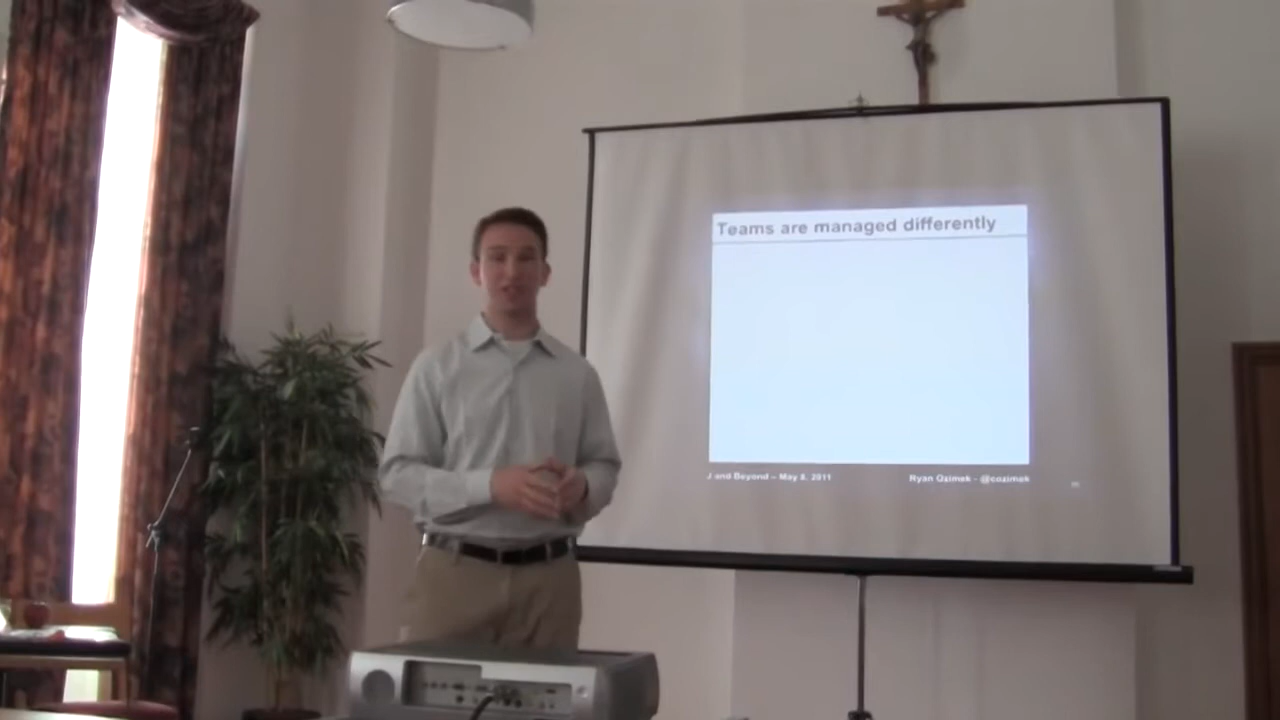 Teams are managed differently
J and Beyond – May 8, 2011
Ryan Ozimek - @cozimek